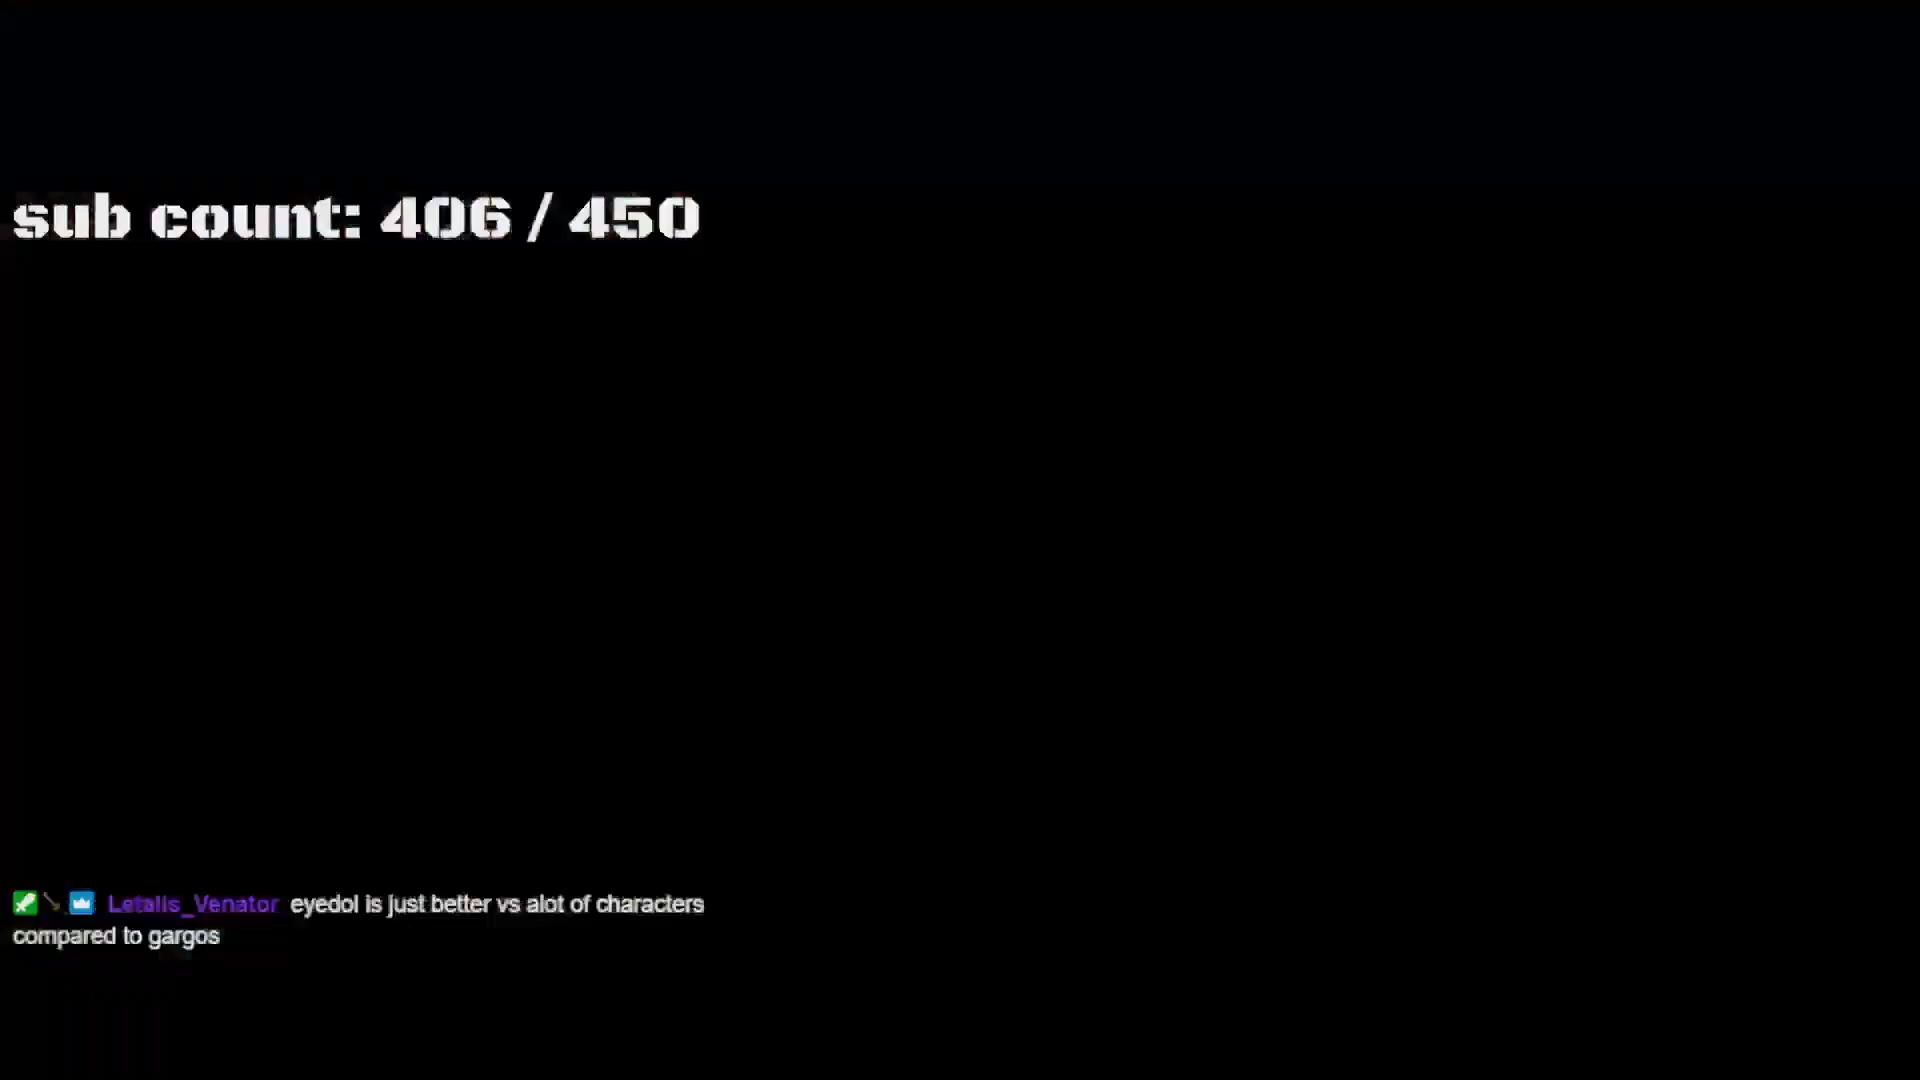 sub count: 406 / 450
Letalis_Venator eyedol is just better vs alot of characters
compared to gargos